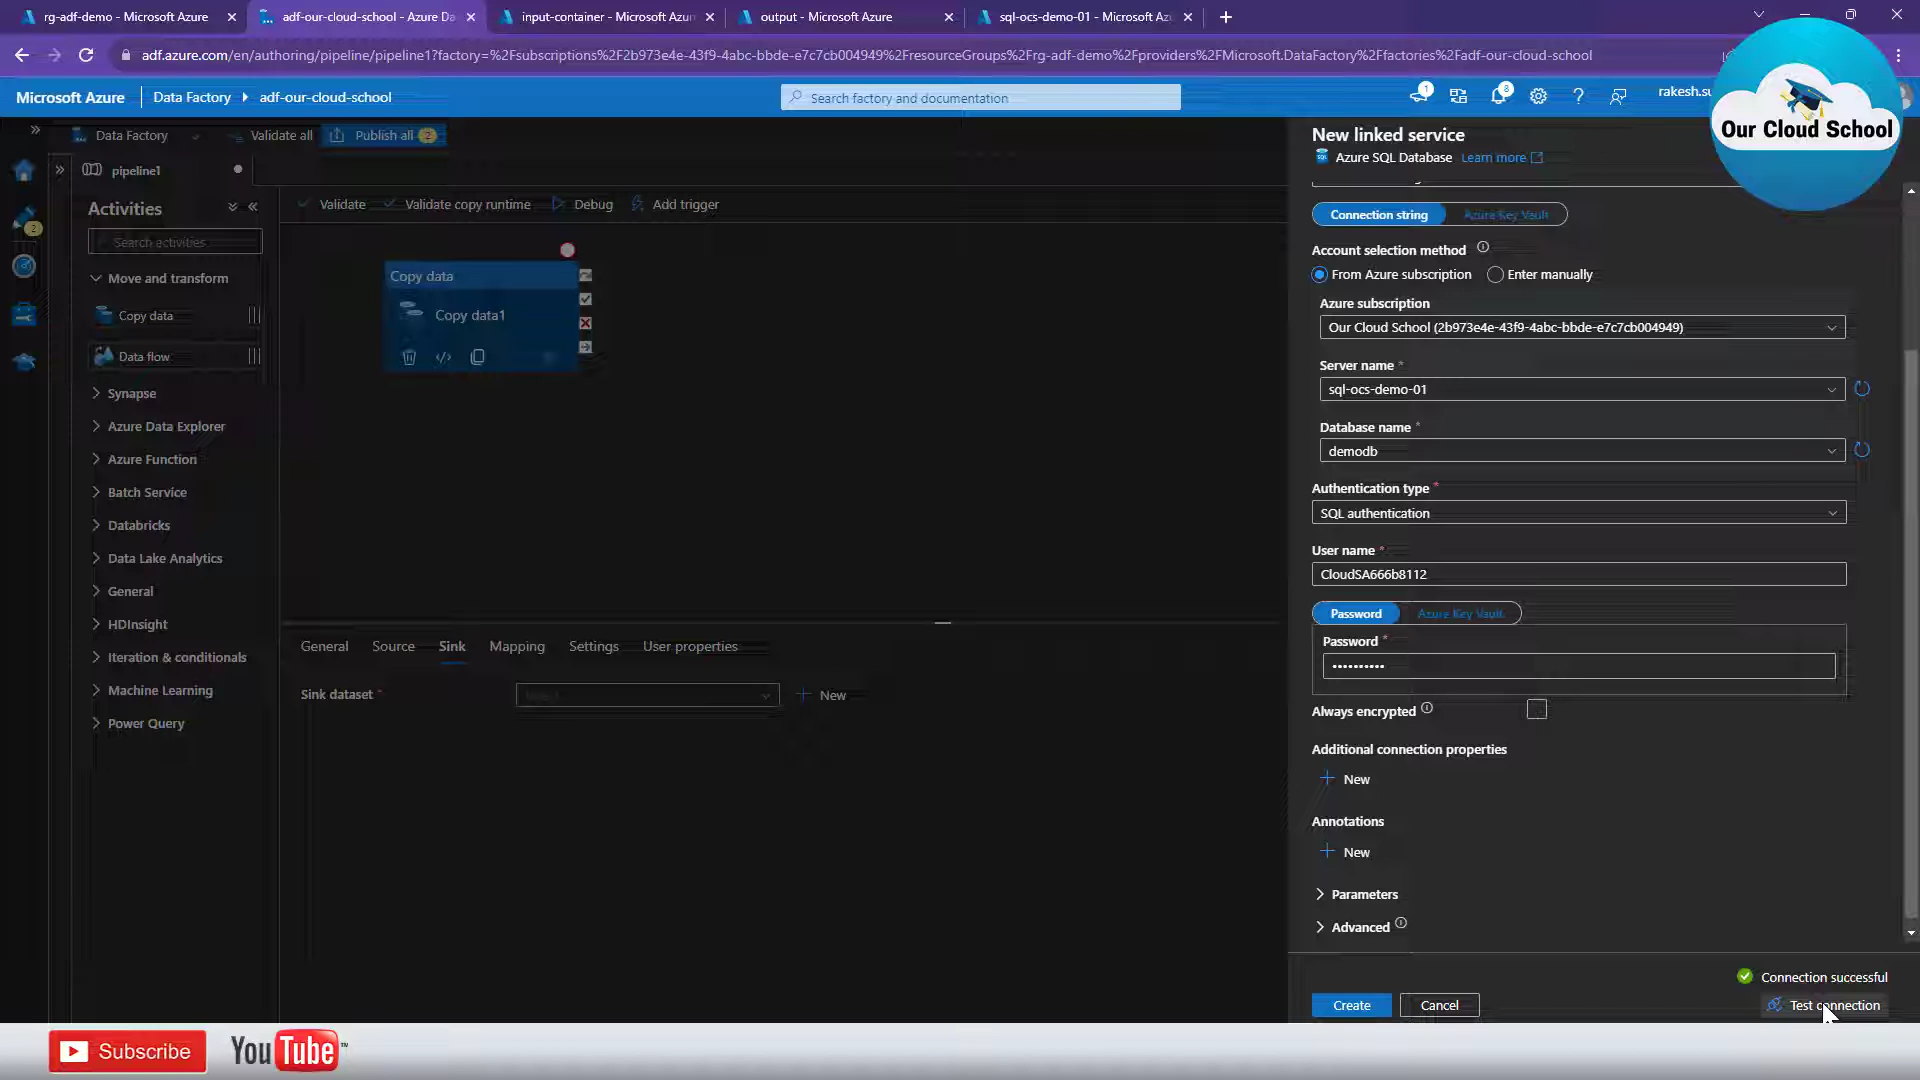 rg-adf-demo - Microsoft Azure
adf-our-cloud-school - Azure Da
input-container - Microsoft Azur
output - Microsoft Azure
sql-ocs-demo-01 - Microsoft Az
adf.azure.com/en/authoring/pipeline/pipeline1?factory=%2Fsubscriptions%2F2b973e4e-43f9-4abc-bbde-e7c7cb004949%2FresourceGroups%2Frg-adf-demo%2Fproviders%2FMicrosoft.DataFactory%2Ffactories%2Fadf-our-cloud-school
Microsoft Azure
Data Factory
adf-our-cloud-school
Search factory and documentation
1
8
rakesh.su
Our Cloud School
Data Factory
Validate all
Publish all 2
2
pipeline1
Activities
Search activities
Move and transform
Copy data
Data flow
Synapse
Azure Data Explorer
Azure Function
Batch Service
Databricks
Data Lake Analytics
General
HDInsight
Iteration & conditionals
Machine Learning
Power Query
Validate
Validate copy runtime
Debug
Add trigger
Copy data
Copy data1
General
Source
Sink
Mapping
Settings
User properties
Sink dataset *
New
New linked service
Azure SQL Database Learn more
Connection string
Azure Key Vault
Account selection method
From Azure subscription
Enter manually
Azure subscription
Our Cloud School (2b973e4e-43f9-4abc-bbde-e7c7cb004949)
Server name *
sql-ocs-demo-01
Database name *
demodb
Authentication type *
SQL authentication
User name *
CloudSA666b8112
Password
Azure Key Vault
Password *
••••••••••
Always encrypted
Additional connection properties
New
Annotations
New
Parameters
Advanced
Connection successful
Create
Cancel
Test connection
Subscribe
YouTube